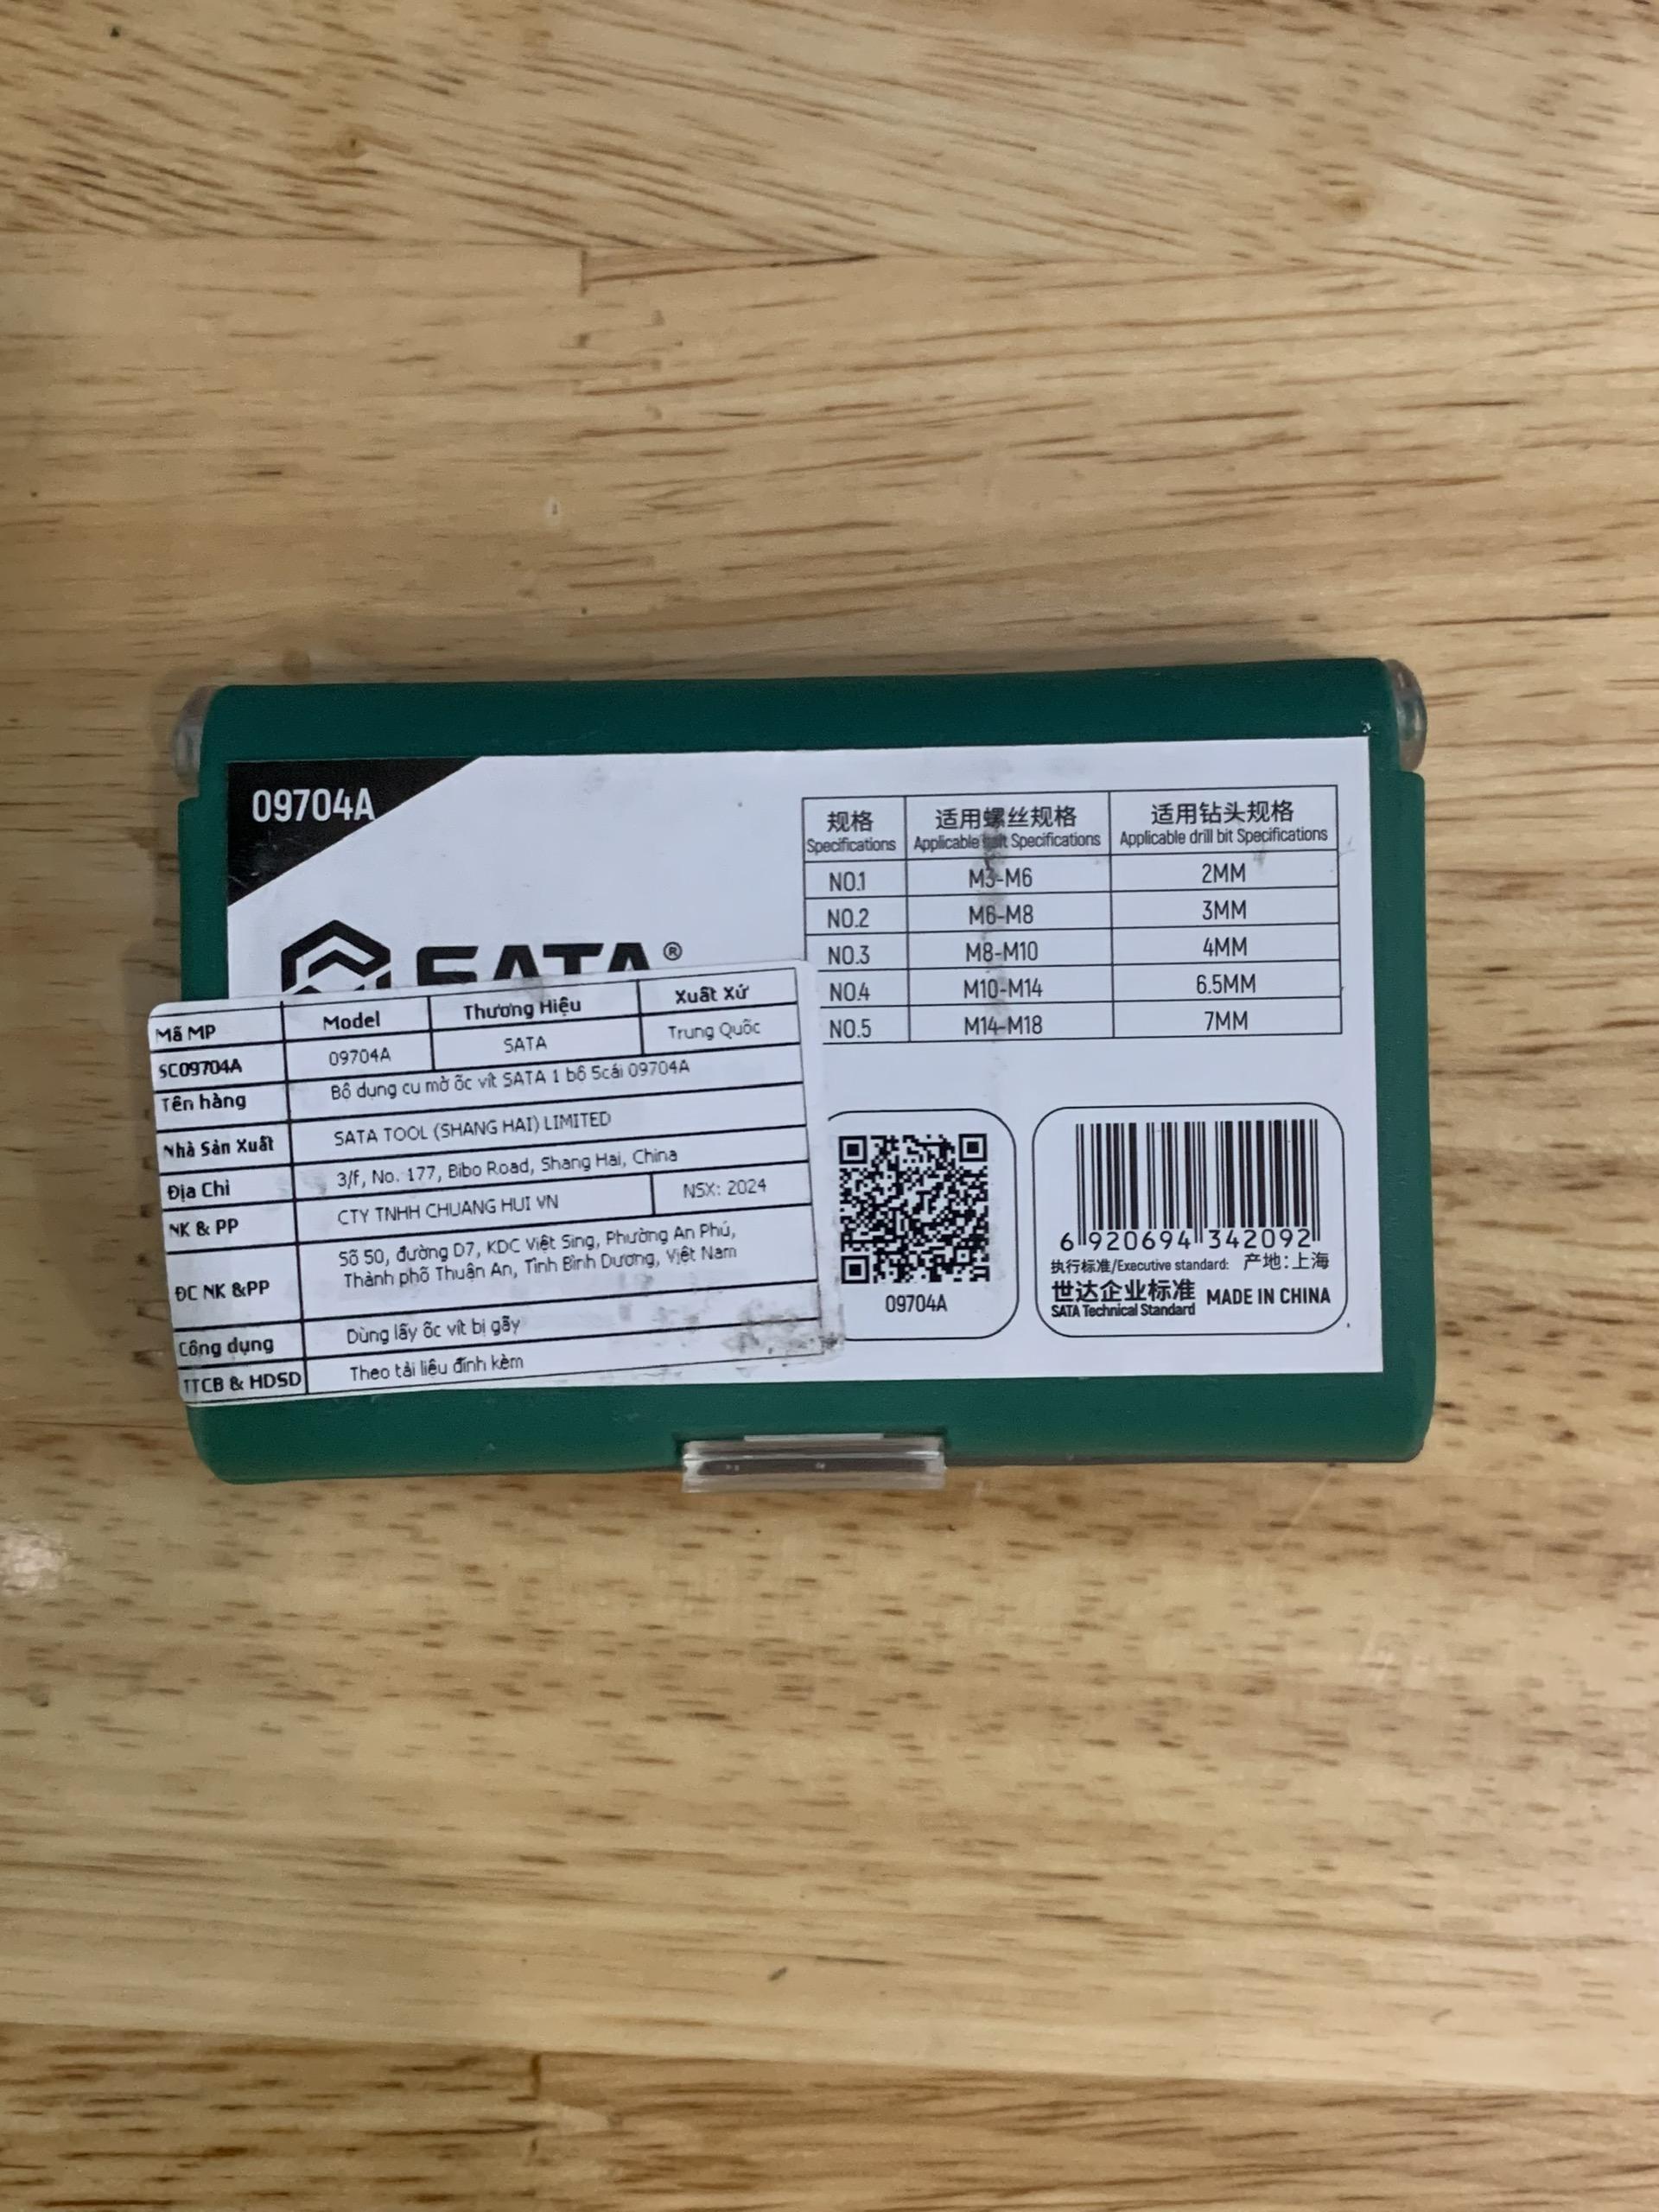 09704A
SATA®
规格 适用螺丝规格 适用钻头规格
Specifications Applicable bolt Specifications Applicable drill bit Specifications
NO.1 M3-M6 2MM
NO.2 M6-M8 3MM
NO.3 M8-M10 4MM
NO.4 M10-M14 6.5MM
NO.5 M14-M18 7MM
Mã MP Model Thương Hiệu Xuất Xứ
SC09704A 09704A SATA Trung Quốc
Tên hàng Bộ dụng cụ mở ốc vít SATA 1 bộ 5cái 09704A
Nhà Sản Xuất SATA TOOL (SHANG HAI) LIMITED
Địa Chỉ 3/f, No. 177, Bibo Road, Shang Hai, China
NK & PP CTY TNHH CHUANG HUI VN NSX: 2024
ĐC NK &PP Số 50, đường D7, KDC Việt Sing, Phường An Phú,
Thành phố Thuận An, Tỉnh Bình Dương, Việt Nam
Công dụng Dùng lấy ốc vít bị gãy
TTCB & HDSD Theo tài liệu đính kèm
09704A
6 920694 342092
执行标准/Executive standard: 产地:上海
世达企业标准
SATA Technical Standard MADE IN CHINA